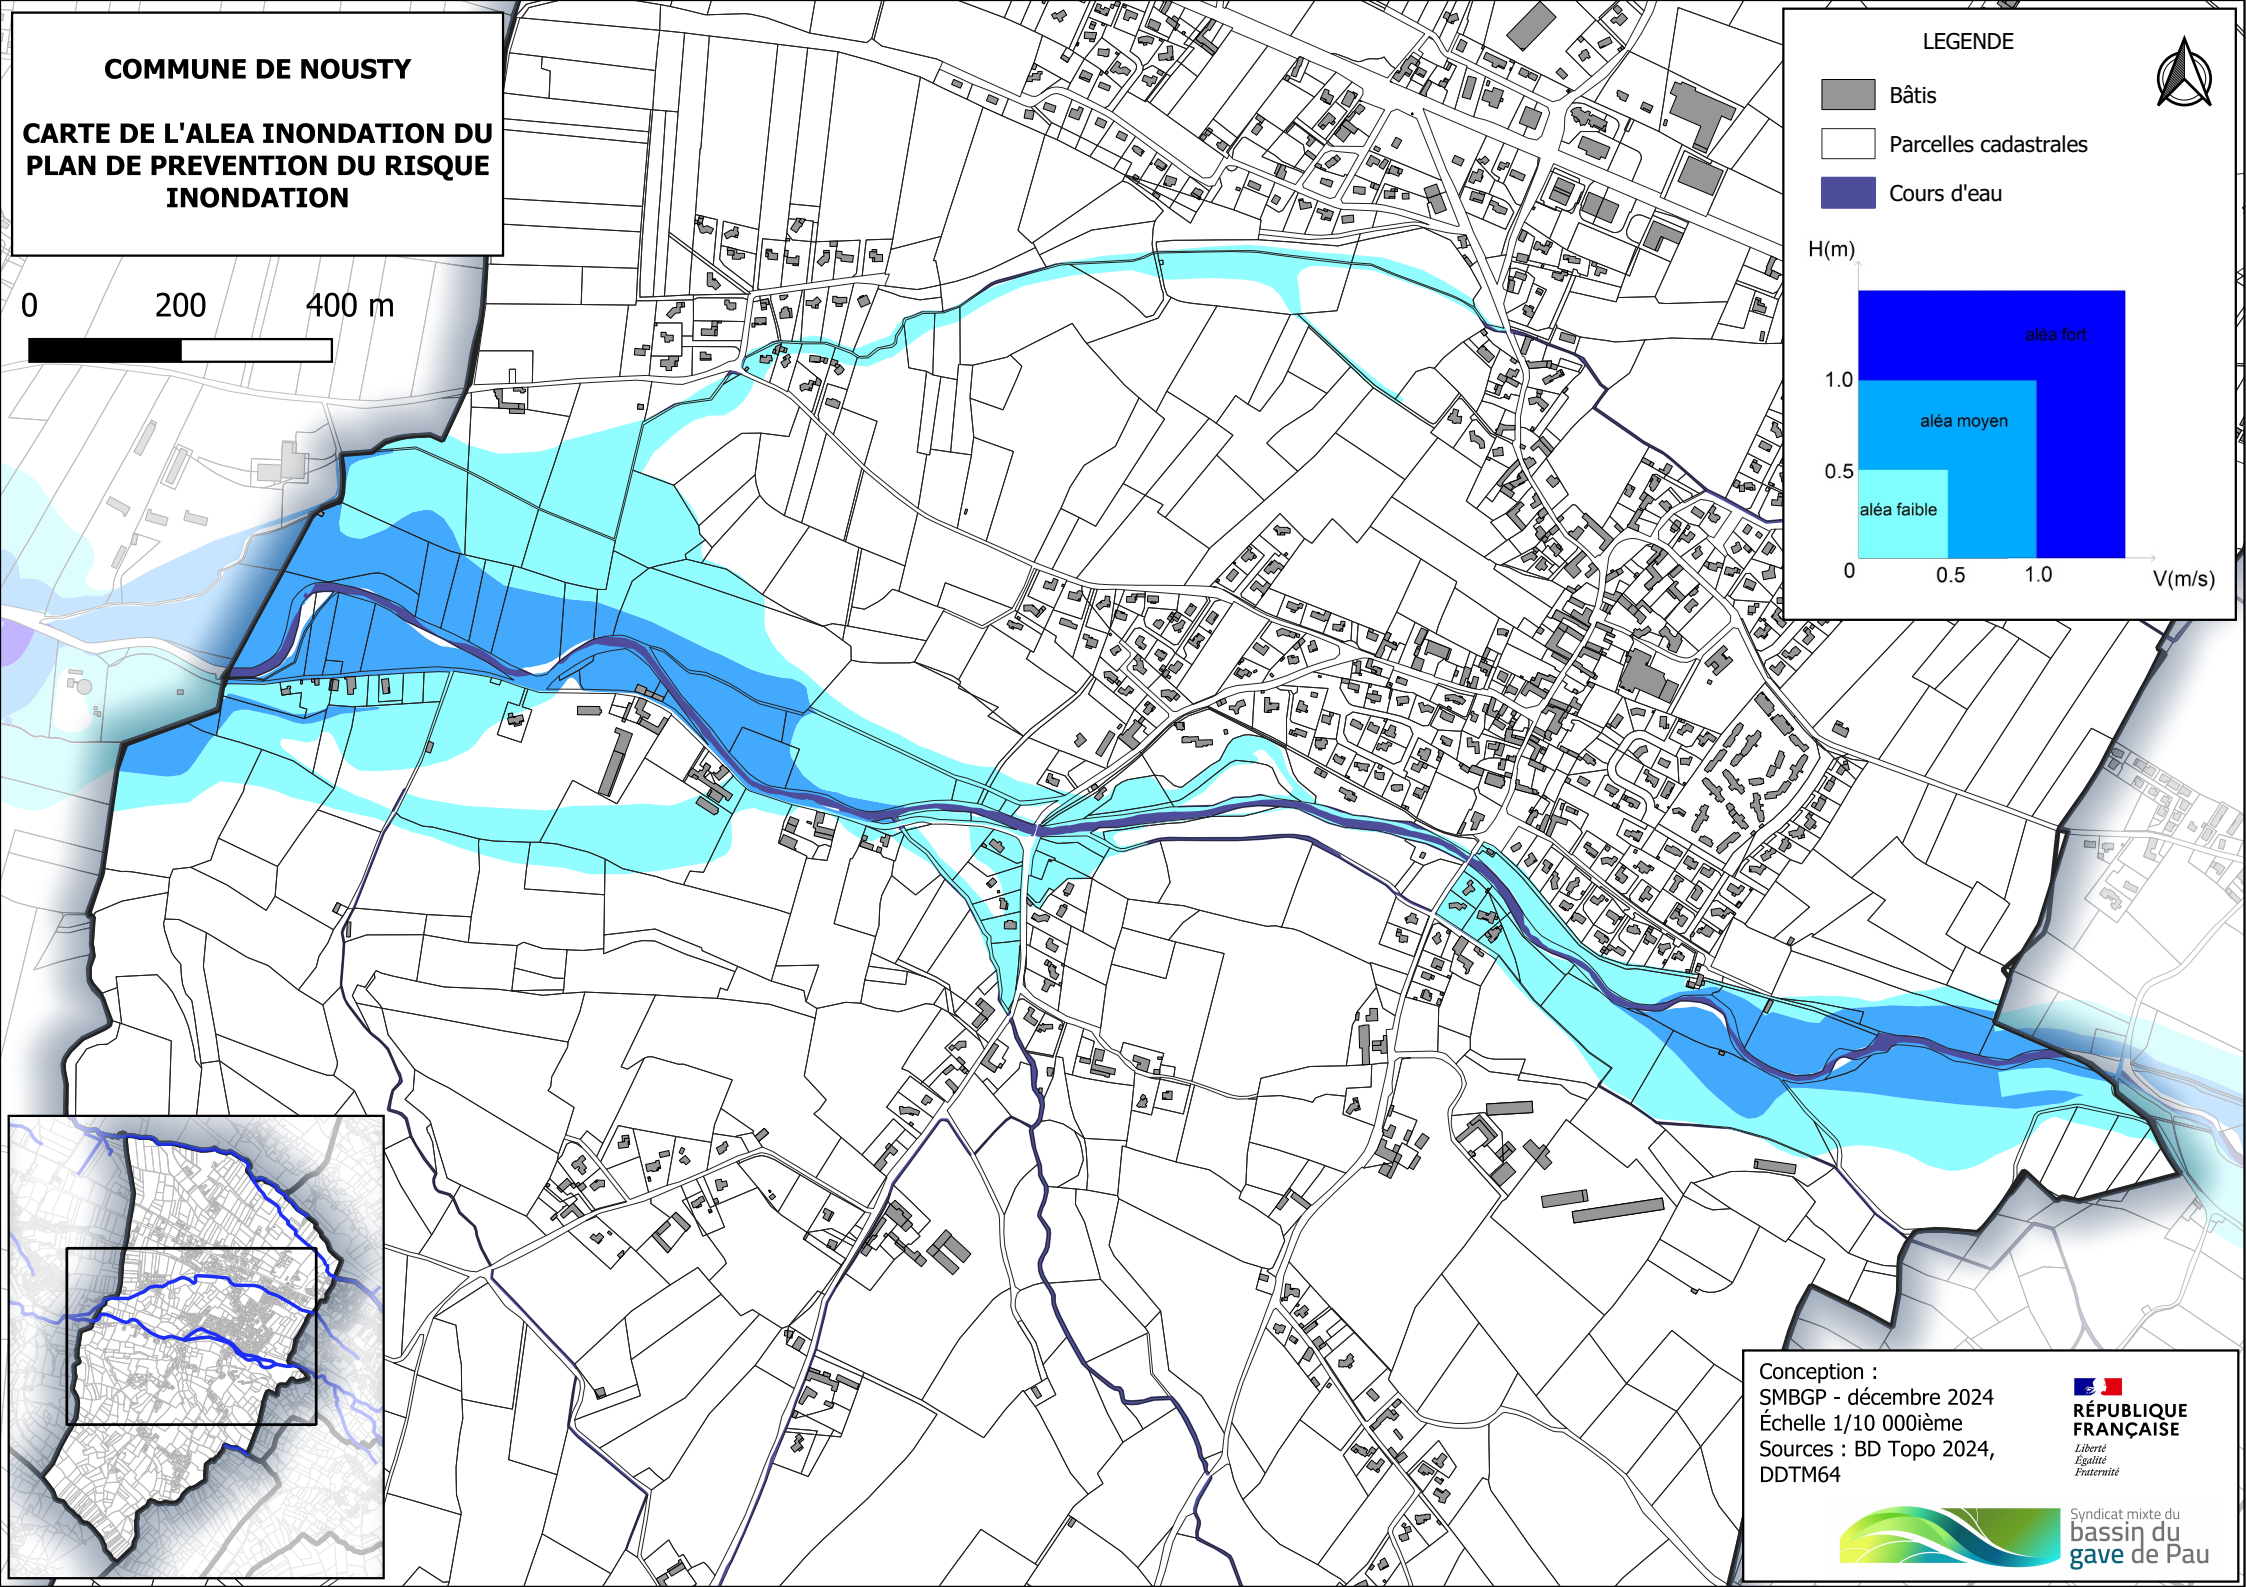 COMMUNE DE NOUSTY
CARTE DE L'ALEA INONDATION DU
PLAN DE PREVENTION DU RISQUE
INONDATION
0 200 400 m
LEGENDE
Bâtis
Parcelles cadastrales
Cours d'eau
H(m)
aléa fort
1.0
aléa moyen
0.5
aléa faible
0 0.5 1.0 V(m/s)
Conception :
SMBGP - décembre 2024
Échelle 1/10 000ième
Sources : BD Topo 2024,
DDTM64
RÉPUBLIQUE
FRANÇAISE
Liberté
Égalité
Fraternité
Syndicat mixte du
bassin du
gave de Pau